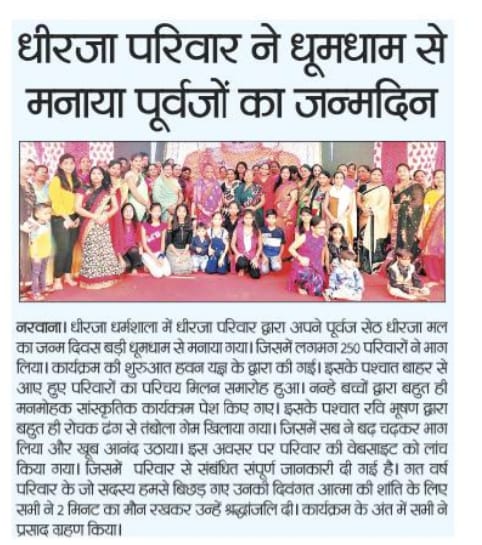 धीरजा परिवार ने धूमधाम से
मनाया पूर्वजों का जन्मदिन
नरवाना। धीरजा धर्मशाला में धीरजा परिवार द्वारा अपने पूर्वज सेठ धीरजा मल
का जन्म दिवस बड़ी धूमधाम से मनाया गया। जिसमें लगभग 250 परिवारों ने भाग
लिया। कार्यक्रम की शुरुआत हवन यज्ञ के द्वारा की गई। इसके पश्चात बाहर से
आए हुए परिवारों का परिचय मिलन समारोह हुआ। नन्हे बच्चों द्वारा बहुत ही
मनमोहक सांस्कृतिक कार्यक्रम पेश किए गए। इसके पश्चात रवि भूषण द्वारा
बहुत ही रोचक ढंग से तंबोला गेम खिलाया गया। जिसमें सब ने बढ़ चढ़कर भाग
लिया और खूब आनंद उठाया। इस अवसर पर परिवार की वेबसाइट को लांच
किया गया। जिसमें परिवार से संबंधित संपूर्ण जानकारी दी गई है। गत वर्ष
परिवार के जो सदस्य हमसे बिछड़ गए उनकी दिवंगत आत्मा की शांति के लिए
सभी ने 2 मिनट का मौन रखकर उन्हें श्रद्धांजलि दी। कार्यक्रम के अंत में सभी ने
प्रसाद ग्रहण किया।